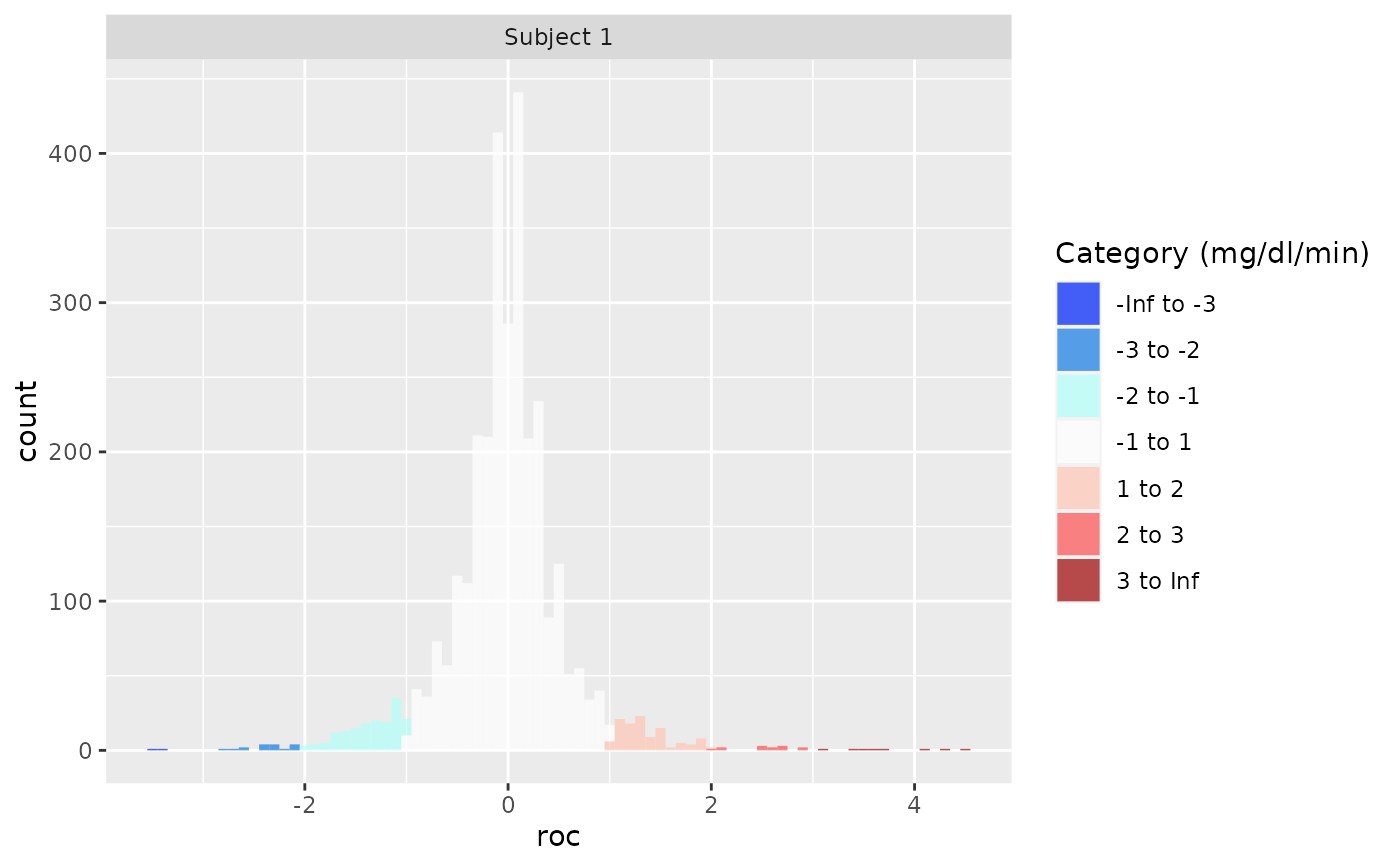 Subject 1
400
300
200
100
0
count
-2
0
2
4
roc
Category (mg/dl/min)
-Inf to -3
-3 to -2
-2 to -1
-1 to 1
1 to 2
2 to 3
3 to Inf